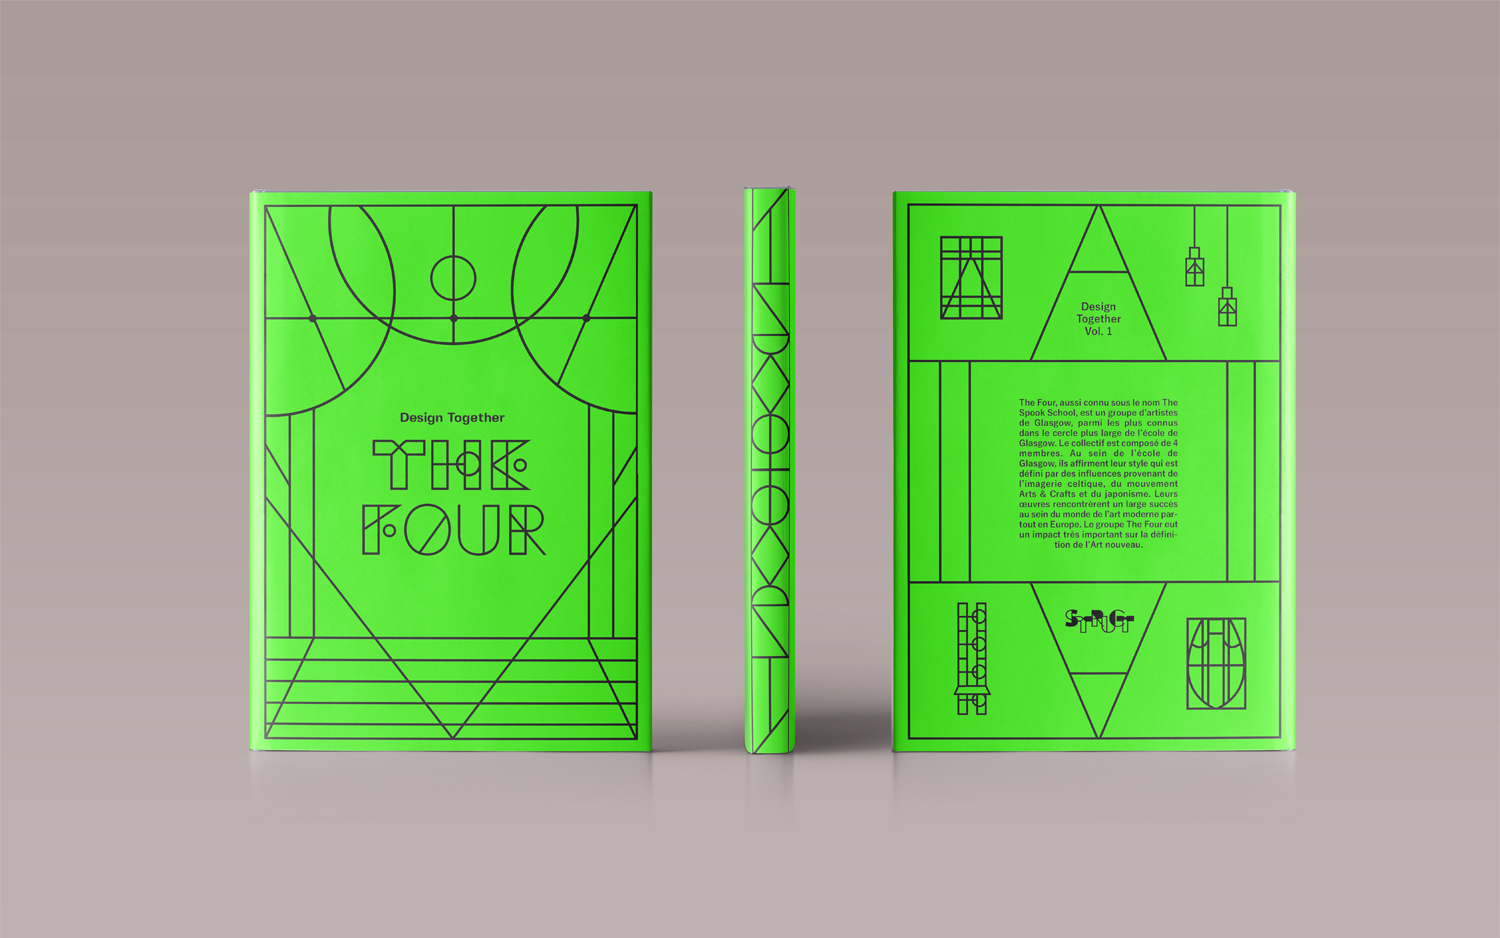 Design Together
THE
FOUR
Design
Together
Vol. 1
The Four, aussi connu sous le nom The
Spook School, est un groupe d'artistes
de Glasgow, parmi les plus connus
dans le cercle plus large de l'école de
Glasgow. Le collectif est composé de 4
membres. Au sein de l'école de
Glasgow, ils affirment leur style qui est
défini par des influences provenant de
l'imagerie celtique, du mouvement
Arts & Crafts et du japonisme. Leurs
œuvres rencontrèrent un large succès
au sein du monde de l'art moderne par-
tout en Europe. Le groupe The Four eut
un impact très important sur la défini-
tion de l'Art nouveau.